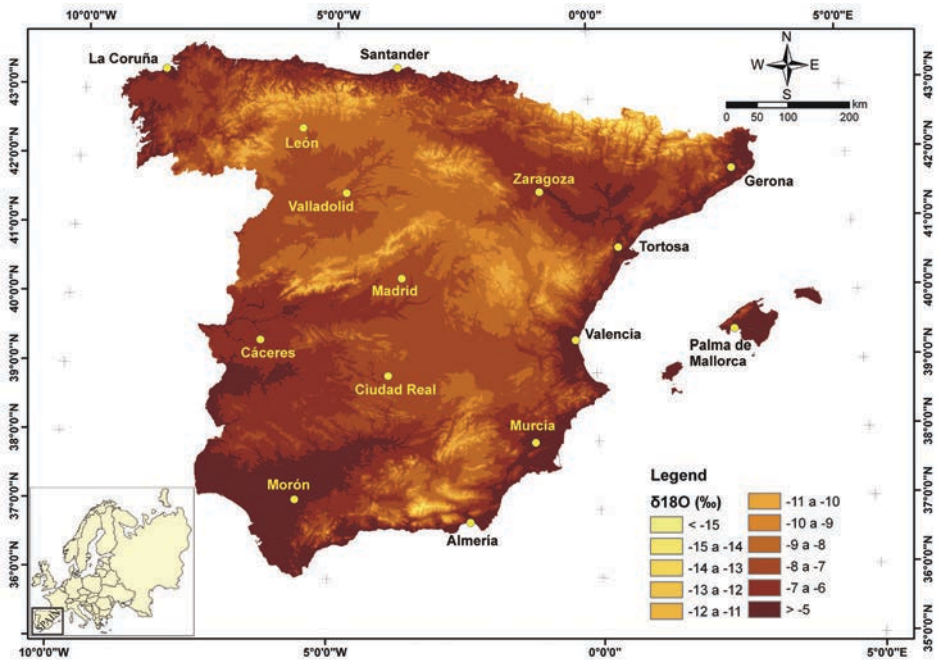 10°0'0"W 5°0'0"W 0°0'0" 5°0'0"E
La Coruña
Santander
N
W E
S
0 50 100 200
km
43°0'0"N
42°0'0"N
41°0'0"N
40°0'0"N
39°0'0"N
38°0'0"N
37°0'0"N
36°0'0"N
León
Zaragoza
Gerona
Valladolid
Tortosa
Madrid
Valencia
Palma de
Mallorca
Cáceres
Ciudad Real
Murcia
Morón
Almería
SPAIN
Legend
δ18O (‰)
< -15
-15 a -14
-14 a -13
-13 a -12
-12 a -11
-11 a -10
-10 a -9
-9 a -8
-8 a -7
-7 a -6
> -5
43°0'0"N
42°0'0"N
41°0'0"N
40°0'0"N
39°0'0"N
38°0'0"N
37°0'0"N
36°0'0"N
35°0'0"N
10°0'0"W 5°0'0"W 0°0'0" 5°0'0"E